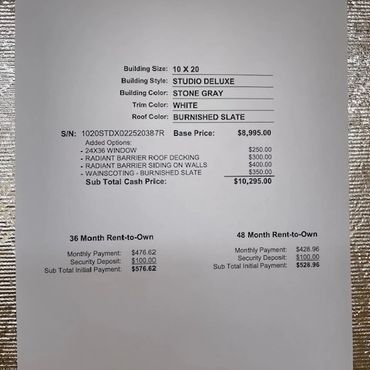 Building Size: 10 X 20
Building Style: STUDIO DELUXE
Building Color: STONE GRAY
Trim Color: WHITE
Roof Color: BURNISHED SLATE
S/N: 1020STDX022520387R Base Price: $8,995.00
Added Options:
- 24X36 WINDOW $250.00
- RADIANT BARRIER ROOF DECKING $300.00
- RADIANT BARRIER SIDING ON WALLS $400.00
- WAINSCOTING - BURNISHED SLATE $350.00
Sub Total Cash Price: $10,295.00
36 Month Rent-to-Own
Monthly Payment: $476.62
Security Deposit: $100.00
Sub Total Initial Payment: $576.62
48 Month Rent-to-Own
Monthly Payment: $428.96
Security Deposit: $100.00
Sub Total Initial Payment: $528.96